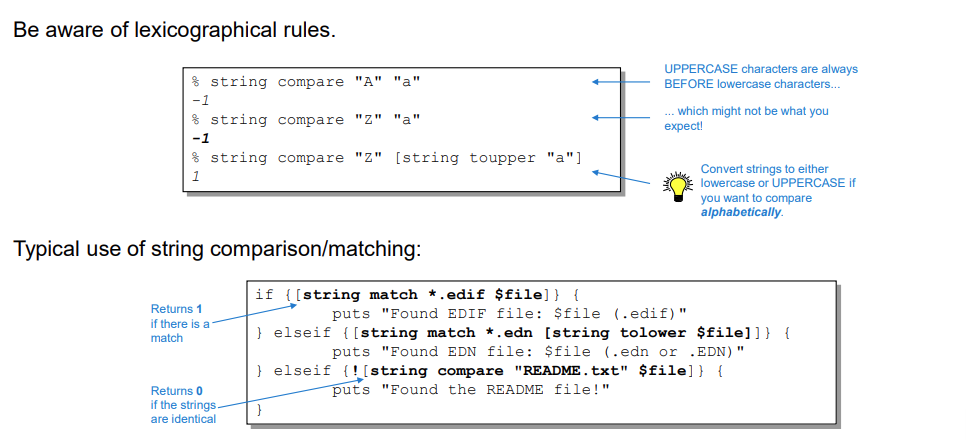 Be aware of lexicographical rules.
% string compare "A" "a"
-1
% string compare "Z" "a"
-1
% string compare "Z" [string toupper "a"]
1
UPPERCASE characters are always
BEFORE lowercase characters...
... which might not be what you
expect!
Convert strings to either
lowercase or UPPERCASE if
you want to compare
alphabetically.
Typical use of string comparison/matching:
Returns 1
if there is a
match
Returns 0
if the strings
are identical
if {[string match *.edif $file]} {
puts "Found EDIF file: $file (.edif)"
} elseif {[string match *.edn [string tolower $file]]} {
puts "Found EDN file: $file (.edn or .EDN)"
} elseif {![string compare "README.txt" $file]} {
puts "Found the README file!"
}